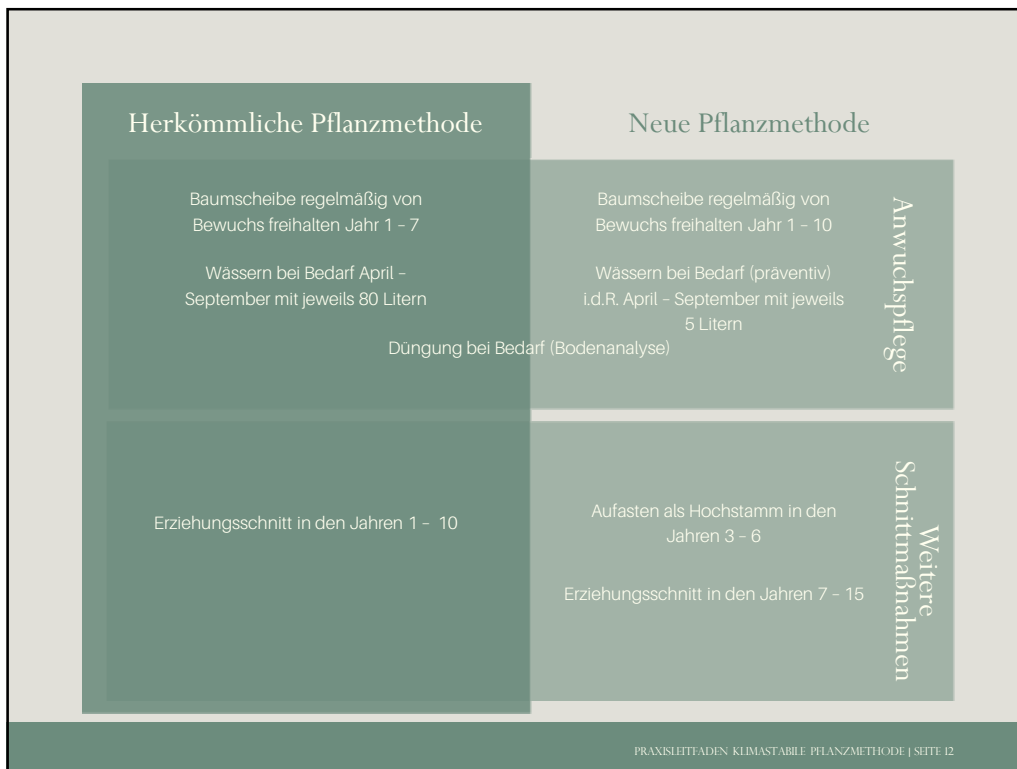 Herkömmliche Pflanzmethode
Neue Pflanzmethode
Baumscheibe regelmäßig von
Bewuchs freihalten Jahr 1 – 7
Wässern bei Bedarf April –
September mit jeweils 80 Litern
Baumscheibe regelmäßig von
Bewuchs freihalten Jahr 1 – 10
Wässern bei Bedarf (präventiv)
i.d.R. April – September mit jeweils
5 Litern
Düngung bei Bedarf (Bodenanalyse)
Anwuchspflege
Erziehungsschnitt in den Jahren 1 – 10
Aufasten als Hochstamm in den
Jahren 3 – 6
Erziehungsschnitt in den Jahren 7 – 15
Weitere
Schnittmaßnahmen
PRAXISLEITFADEN KLIMASTABILE PFLANZMETHODE | SEITE 12